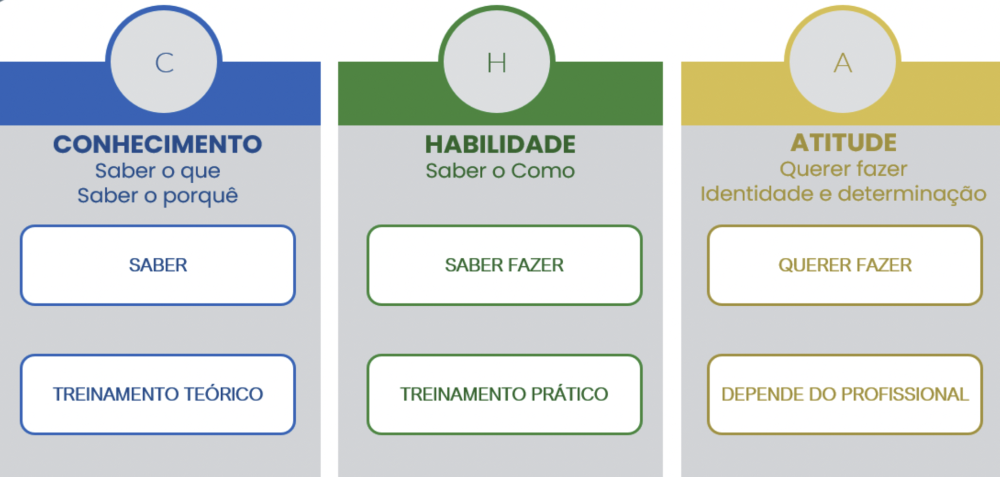 C
CONHECIMENTO
Saber o que
Saber o porquê
SABER
TREINAMENTO TEÓRICO
H
HABILIDADE
Saber o Como
SABER FAZER
TREINAMENTO PRÁTICO
A
ATITUDE
Querer fazer
Identidade e determinação
QUERER FAZER
DEPENDE DO PROFISSIONAL